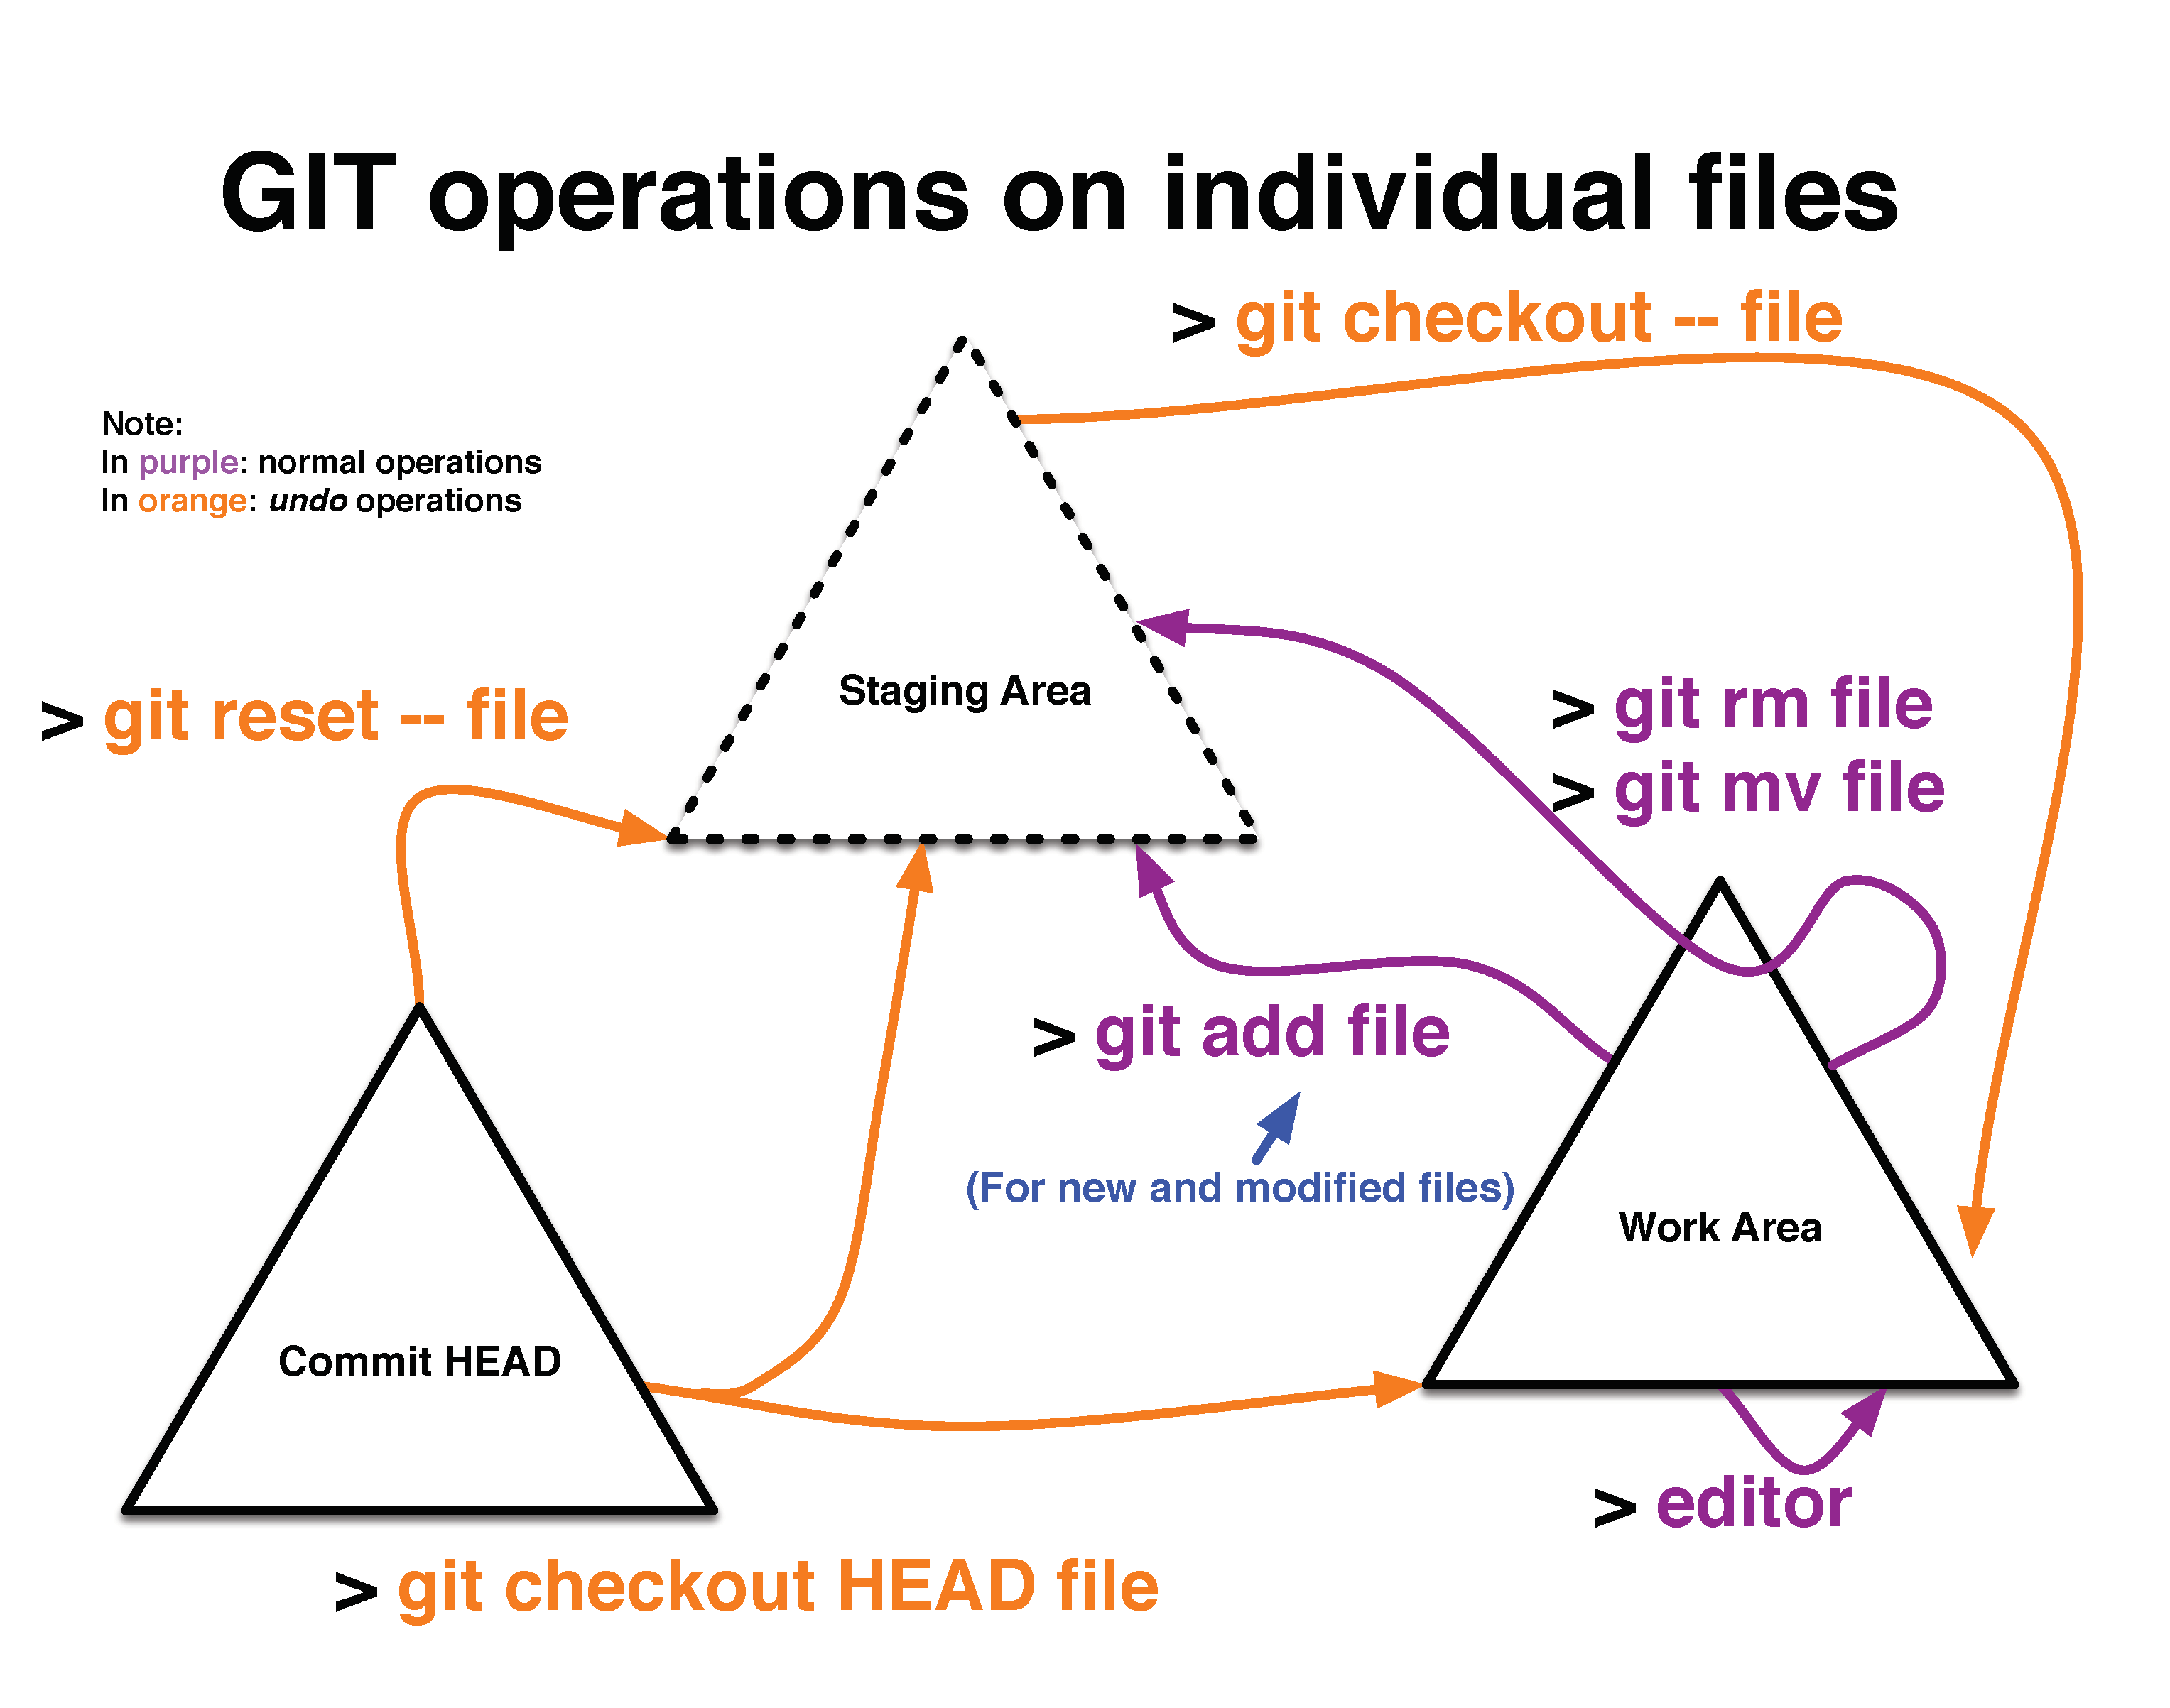 GIT operations on individual files
> git checkout -- file
Note:
In purple: normal operations
In orange: undo operations
Staging Area
> git reset -- file
> git rm file
> git mv file
> git add file
(For new and modified files)
Work Area
Commit HEAD
> editor
> git checkout HEAD file